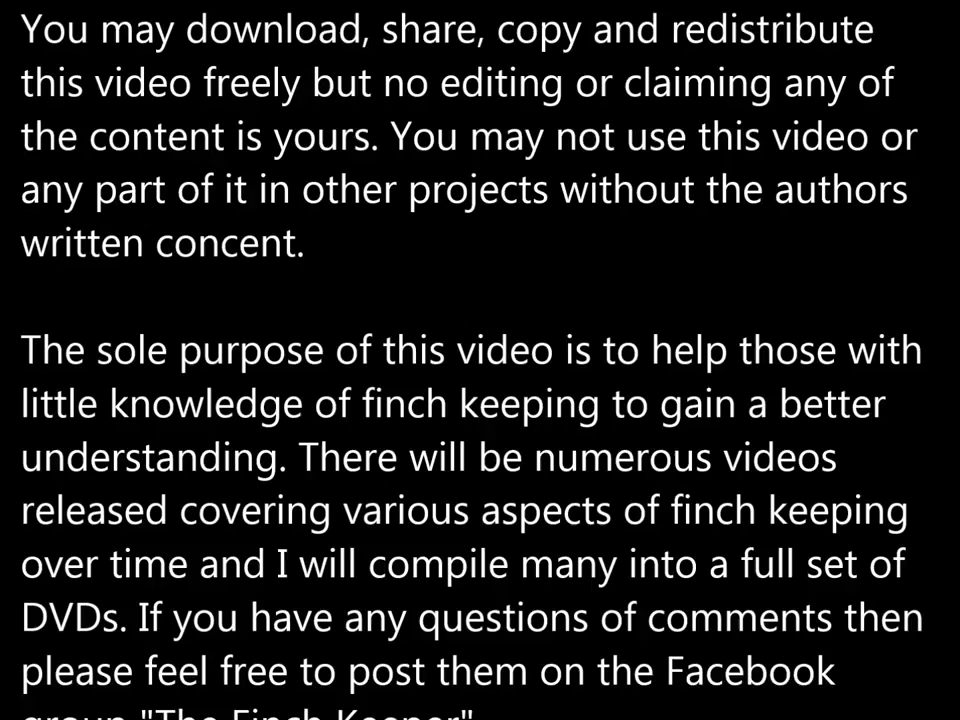 You may download, share, copy and redistribute
this video freely but no editing or claiming any of
the content is yours. You may not use this video or
any part of it in other projects without the authors
written concent.
The sole purpose of this video is to help those with
little knowledge of finch keeping to gain a better
understanding. There will be numerous videos
released covering various aspects of finch keeping
over time and I will compile many into a full set of
DVDs. If you have any questions of comments then
please feel free to post them on the Facebook
group "The Finch Keeper"